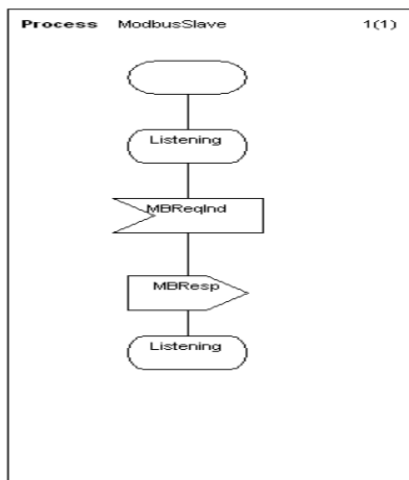 Process ModbusSlave 1(1)
Listening
MBReqInd
MBResp
Listening